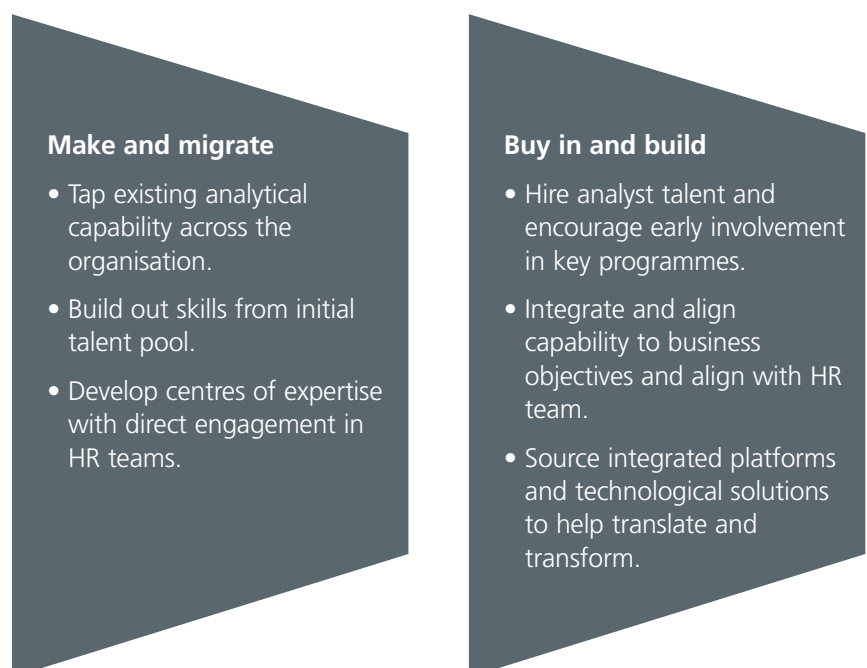 Make and migrate
• Tap existing analytical
capability across the
organisation.
• Build out skills from initial
talent pool.
• Develop centres of expertise
with direct engagement in
HR teams.
Buy in and build
• Hire analyst talent and
encourage early involvement
in key programmes.
• Integrate and align
capability to business
objectives and align with HR
team.
• Source integrated platforms
and technological solutions
to help translate and
transform.